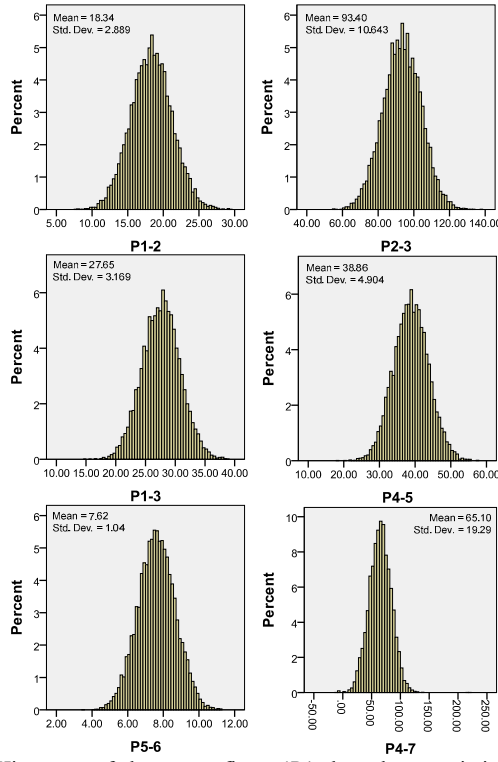 Mean = 18.34
Std. Dev. = 2.889
Percent
6
5
4
3
2
1
0
5.00 10.00 15.00 20.00 25.00 30.00
P1-2
Mean = 93.40
Std. Dev. = 10.643
Percent
6
5
4
3
2
1
0
40.00 60.00 80.00 100.00 120.00 140.00
P2-3
Mean = 27.65
Std. Dev. = 3.169
Percent
6
4
2
0
10.00 15.00 20.00 25.00 30.00 35.00 40.00
P1-3
Mean = 38.86
Std. Dev. = 4.904
Percent
6
4
2
0
10.00 20.00 30.00 40.00 50.00 60.00
P4-5
Mean = 7.62
Std. Dev. = 1.04
Percent
6
5
4
3
2
1
0
2.00 4.00 6.00 8.00 10.00 12.00
P5-6
Mean = 65.10
Std. Dev. = 19.29
Percent
10
8
6
4
2
0
-50.00 .00 50.00 100.00 150.00 200.00 250.00
P4-7